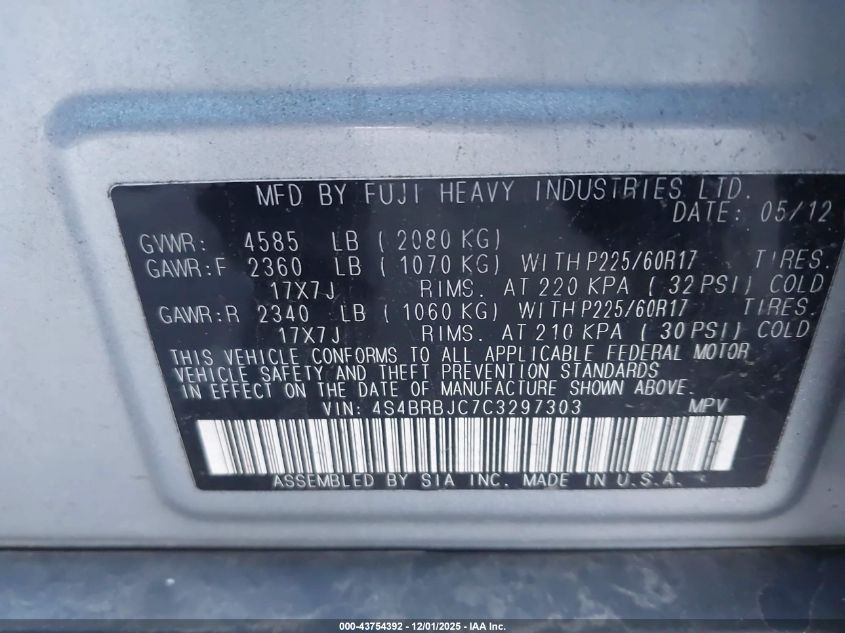 MFD BY FUJI HEAVY INDUSTRIES LTD.
DATE: 05/12
GVWR: 4585 LB ( 2080 KG)
GAWR:F 2360 LB ( 1070 KG) WITH P225/60R17 TIRES.
17X7J RIMS. AT 220 KPA ( 32 PSI) COLD
GAWR:R 2340 LB ( 1060 KG) WITH P225/60R17 TIRES.
17X7J RIMS. AT 210 KPA ( 30 PSI) COLD
THIS VEHICLE CONFORMS TO ALL APPLICABLE FEDERAL MOTOR
VEHICLE SAFETY AND THEFT PREVENTION STANDARDS
IN EFFECT ON THE DATE OF MANUFACTURE SHOWN ABOVE.
VIN: 4S4BRBJC7C3297303 MPV
ASSEMBLED BY SIA INC. MADE IN U.S.A.
000-43754392 - 12/01/2025 - IAA Inc.